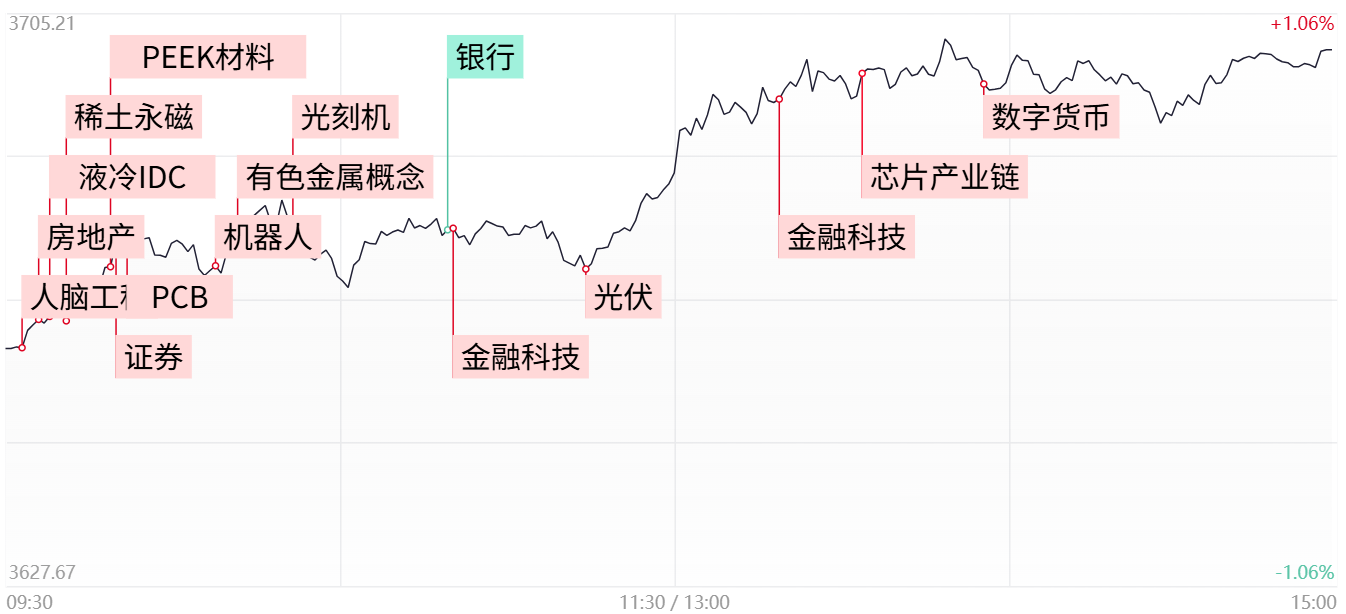 3705.21
+1.06%
PEEK材料
银行
稀土永磁
光刻机
数字货币
液冷IDC
有色金属概念
芯片产业链
房地产
机器人
金融科技
人脑工
PCB
光伏
证券
金融科技
3627.67
-1.06%
09:30
11:30 / 13:00
15:00